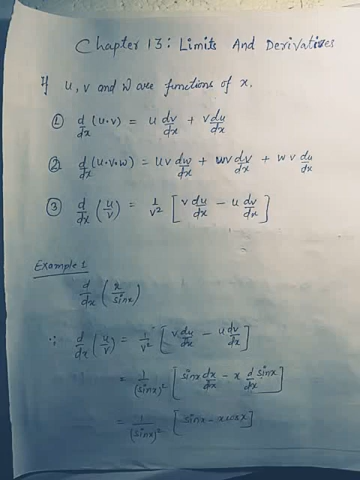 Chapter 13: Limits And Derivatives
If u, v and w are functions of x.
① d/dx (u·v) = u dv/dx + v du/dx
② d/dx (u·v·w) = uv dw/dx + uw dv/dx + wv du/dx
③ d/dx (u/v) = 1/v² [v du/dx - u dv/dx]
Example 1
d/dx (x/sinx)
∵ d/dx (u/v) = 1/v² [v du/dx - u dv/dx]
= 1/(sinx)² [sinx dx/dx - x d/dx sinx]
= 1/(sinx)² [sinx - x cosx]